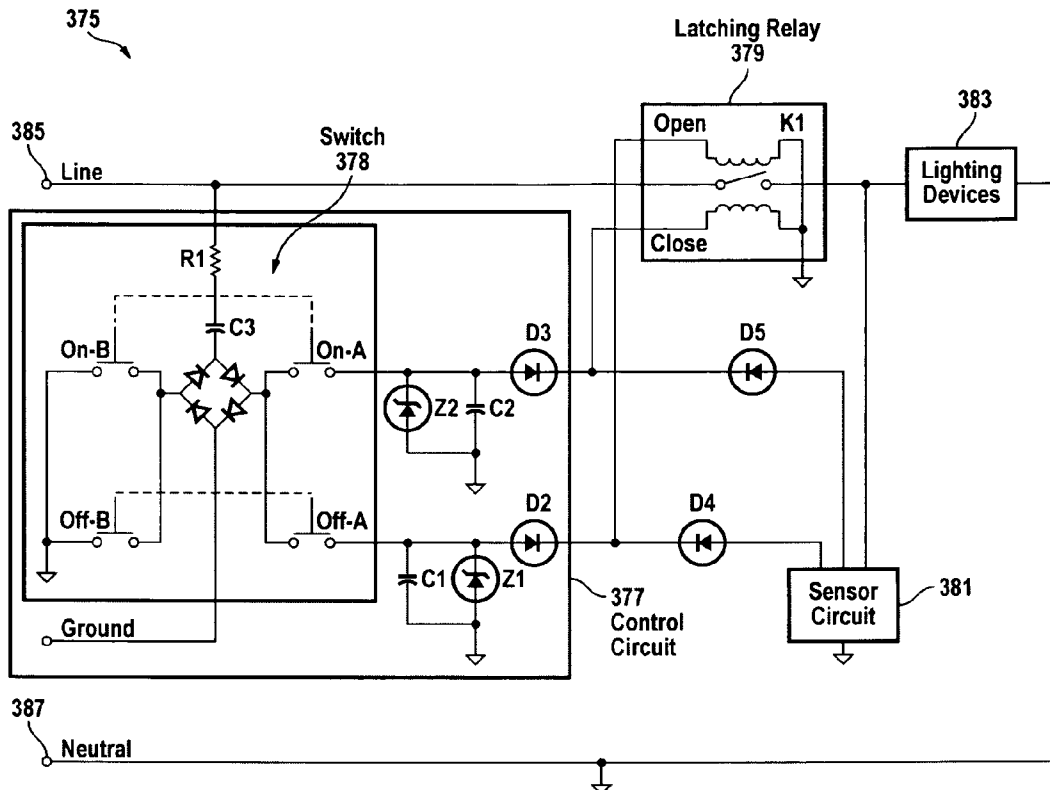 375
Latching Relay
379
385
Line
Switch
378
Open
K1
Close
383
Lighting
Devices
R1
C3
On-B
On-A
D3
D5
Z2
C2
Off-B
Off-A
D2
D4
C1
Z1
377
Control
Circuit
Sensor
Circuit
381
Ground
387
Neutral